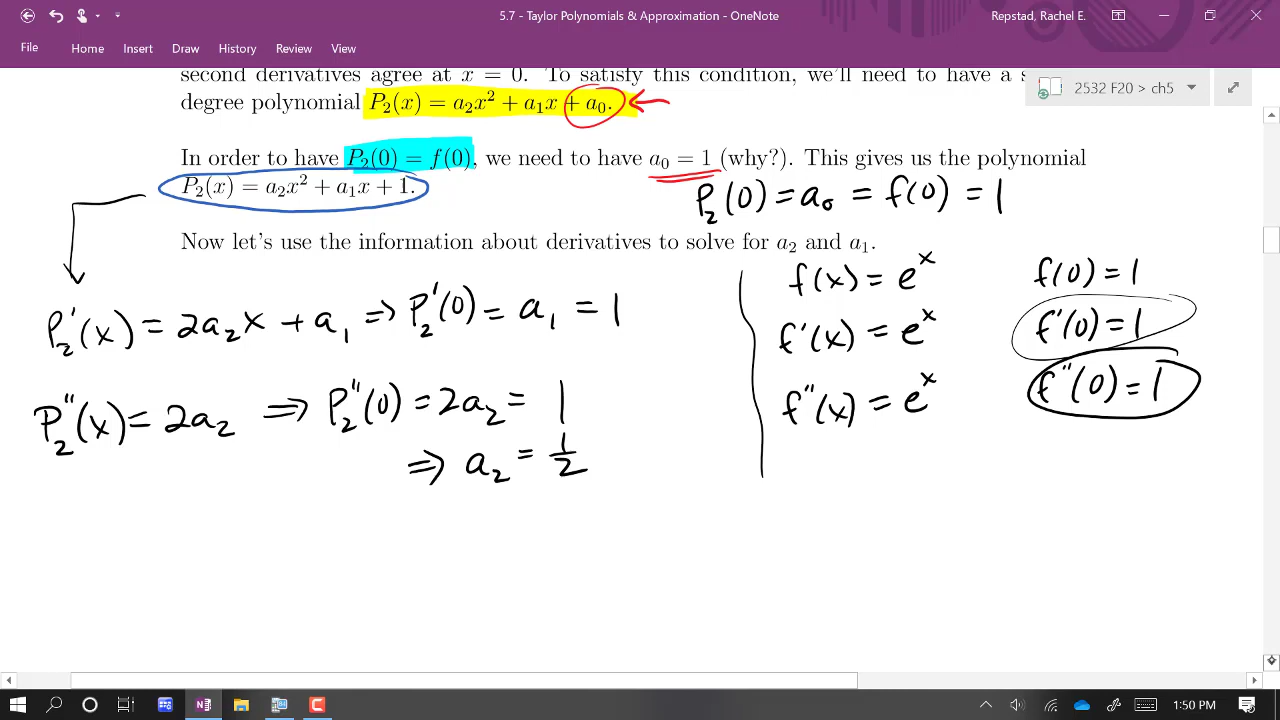 5.7 - Taylor Polynomials & Approximation - OneNote
Repstad, Rachel E.
File Home Insert Draw History Review View
second derivatives agree at x = 0. To satisfy this condition, we'll need to have a s
2532 F20 > ch5
degree polynomial P₂(x) = a₂x² + a₁x + a₀.
In order to have P₂(0) = f(0), we need to have a₀ = 1 (why?). This gives us the polynomial
P₂(x) = a₂x² + a₁x + 1.
P₂(0) = a₀ = f(0) = 1
Now let's use the information about derivatives to solve for a₂ and a₁.
P₂'(x) = 2a₂x + a₁ ⇒ P₂'(0) = a₁ = 1
P₂''(x) = 2a₂ ⇒ P₂''(0) = 2a₂ = 1
⇒ a₂ = 1/2
f(x) = eˣ f(0) = 1
f'(x) = eˣ f'(0) = 1
f''(x) = eˣ f''(0) = 1
1:50 PM